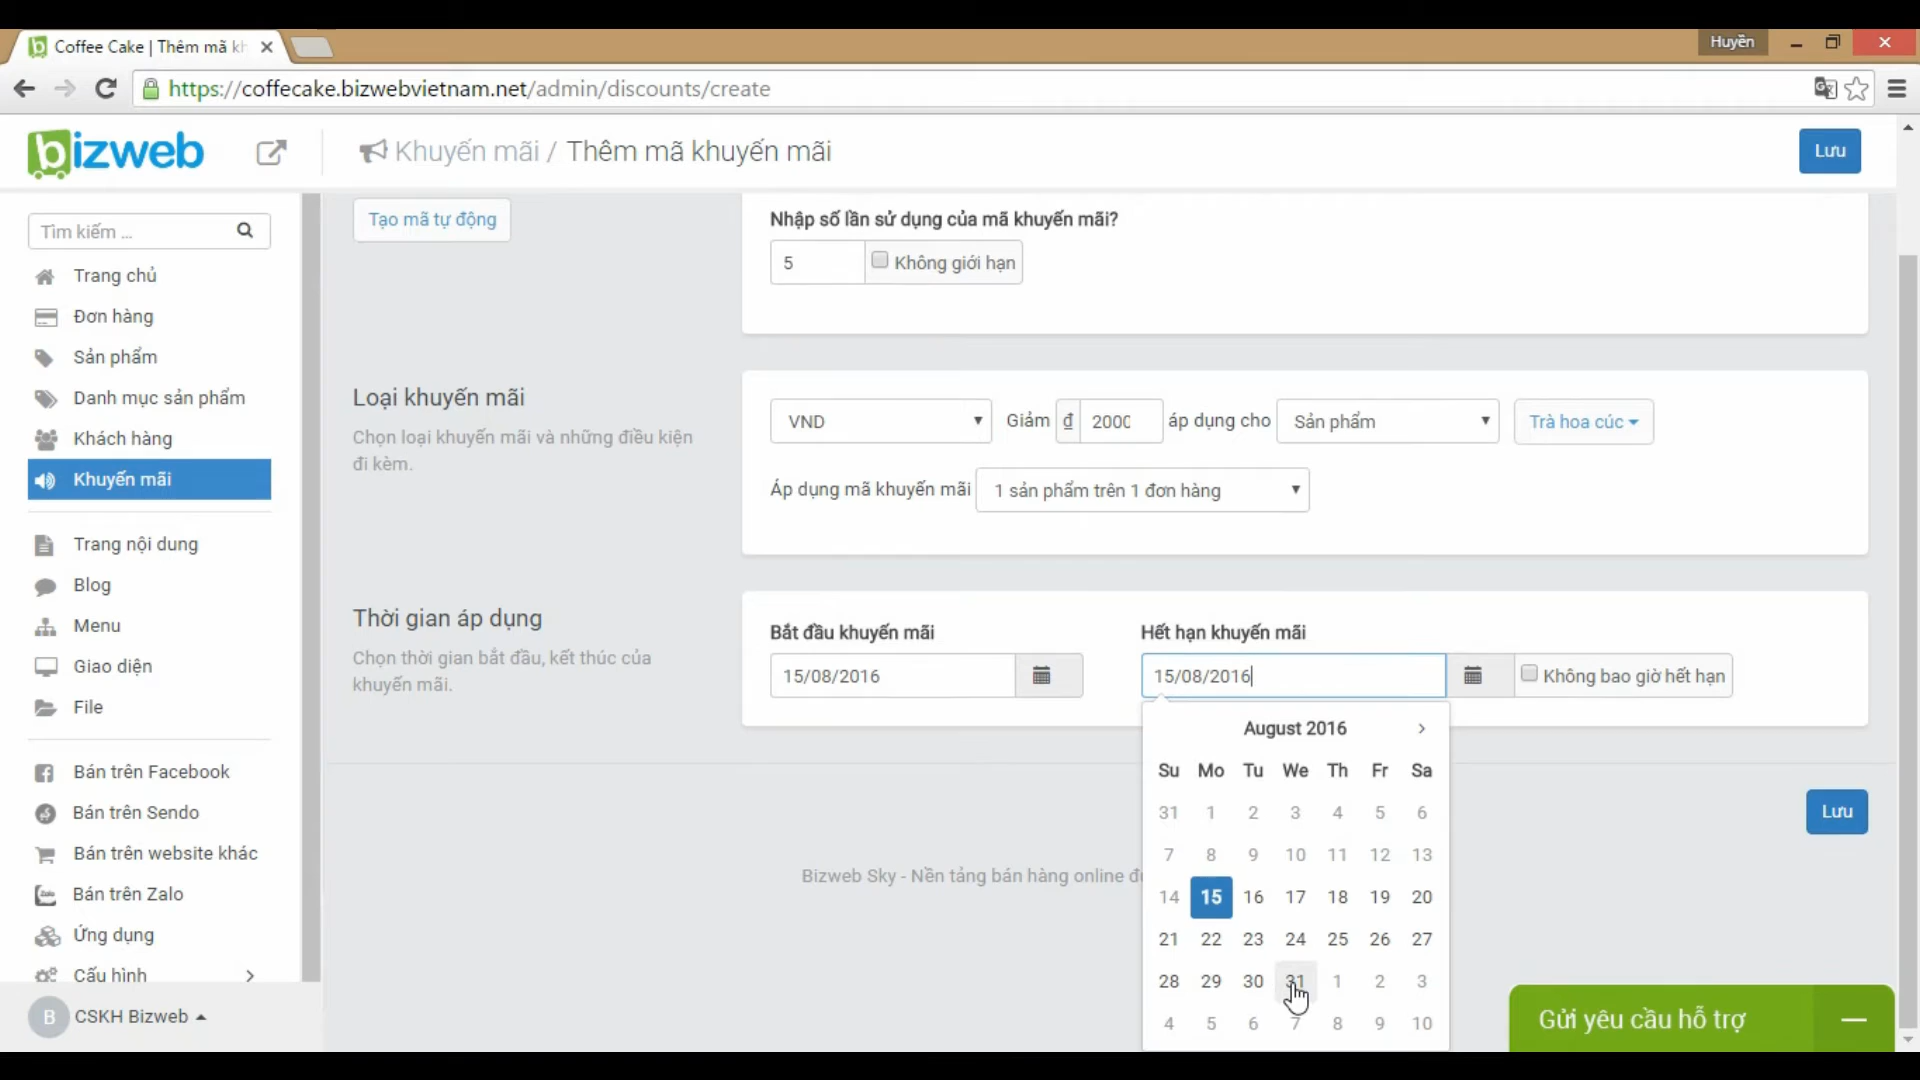 Coffee Cake | Thêm mã kh
Huyền
https://coffecake.bizwebvietnam.net/admin/discounts/create
bizweb
Khuyến mãi / Thêm mã khuyến mãi
Lưu
Tìm kiếm ...
Trang chủ
Đơn hàng
Sản phẩm
Danh mục sản phẩm
Khách hàng
Khuyến mãi
Trang nội dung
Blog
Menu
Giao diện
File
Bán trên Facebook
Bán trên Sendo
Bán trên website khác
Bán trên Zalo
Ứng dụng
Cấu hình
B CSKH Bizweb
Tạo mã tự động
Nhập số lần sử dụng của mã khuyến mãi?
5 Không giới hạn
Loại khuyến mãi
Chọn loại khuyến mãi và những điều kiện
đi kèm.
VND Giảm đ 2000 áp dụng cho Sản phẩm Trà hoa cúc
Áp dụng mã khuyến mãi 1 sản phẩm trên 1 đơn hàng
Thời gian áp dụng
Chọn thời gian bắt đầu, kết thúc của
khuyến mãi.
Bắt đầu khuyến mãi Hết hạn khuyến mãi
15/08/2016 15/08/2016 Không bao giờ hết hạn
August 2016
Su Mo Tu We Th Fr Sa
31 1 2 3 4 5 6
7 8 9 10 11 12 13
14 15 16 17 18 19 20
21 22 23 24 25 26 27
28 29 30 31 1 2 3
4 5 6 7 8 9 10
Lưu
Bizweb Sky - Nền tảng bán hàng online
Gửi yêu cầu hỗ trợ